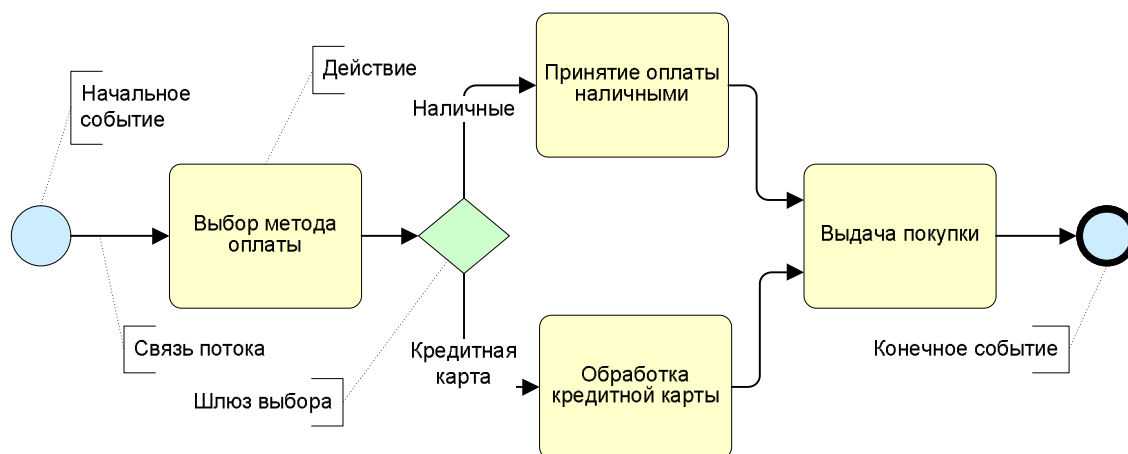 Начальное
событие
Действие
Наличные
Принятие оплаты
наличными
Выбор метода
оплаты
Выдача покупки
Связь потока
Кредитная
карта
Шлюз выбора
Обработка
кредитной карты
Конечное событие